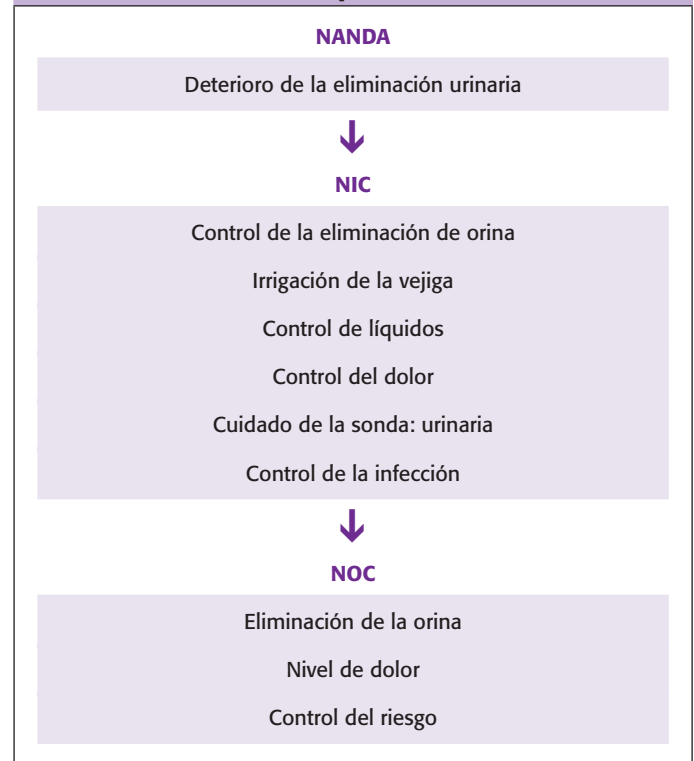 NANDA
Deterioro de la eliminación urinaria
NIC
Control de la eliminación de orina
Irrigación de la vejiga
Control de líquidos
Control del dolor
Cuidado de la sonda: urinaria
Control de la infección
NOC
Eliminación de la orina
Nivel de dolor
Control del riesgo